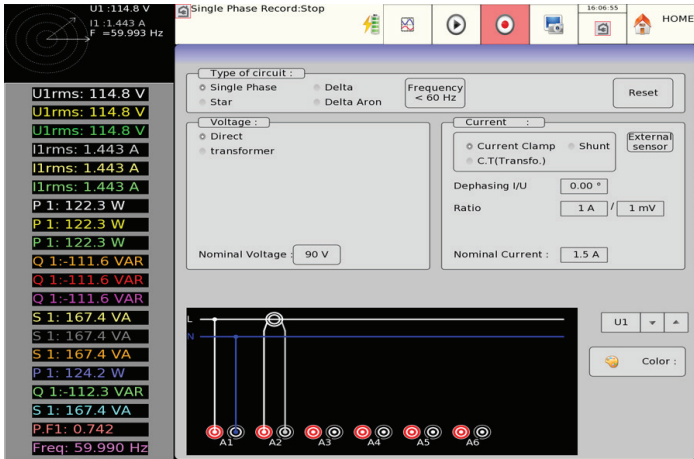 U1 :114.8 V
I1 :1.443 A
F =59.993 Hz
Single Phase Record:Stop
16:06:55
HOME
U1rms: 114.8 V
U1rms: 114.8 V
U1rms: 114.8 V
I1rms: 1.443 A
I1rms: 1.443 A
I1rms: 1.443 A
P 1: 122.3 W
P 1: 122.3 W
P 1: 122.3 W
Q 1:-111.6 VAR
Q 1:-111.6 VAR
Q 1:-111.6 VAR
S 1: 167.4 VA
S 1: 167.4 VA
S 1: 167.4 VA
P 1: 124.2 W
Q 1:-112.3 VAR
S 1: 167.4 VA
P.F1: 0.742
Freq: 59.990 Hz
Type of circuit :
Single Phase
Delta
Star
Delta Aron
Frequency
< 60 Hz
Reset
Voltage :
Direct
transformer
Nominal Voltage :
90 V
Current :
Current Clamp
Shunt
C.T(Transfo.)
External
sensor
Dephasing I/U
0.00 °
Ratio
1 A / 1 mV
Nominal Current :
1.5 A
L
N
A1
A2
A3
A4
A5
A6
U1
Color :